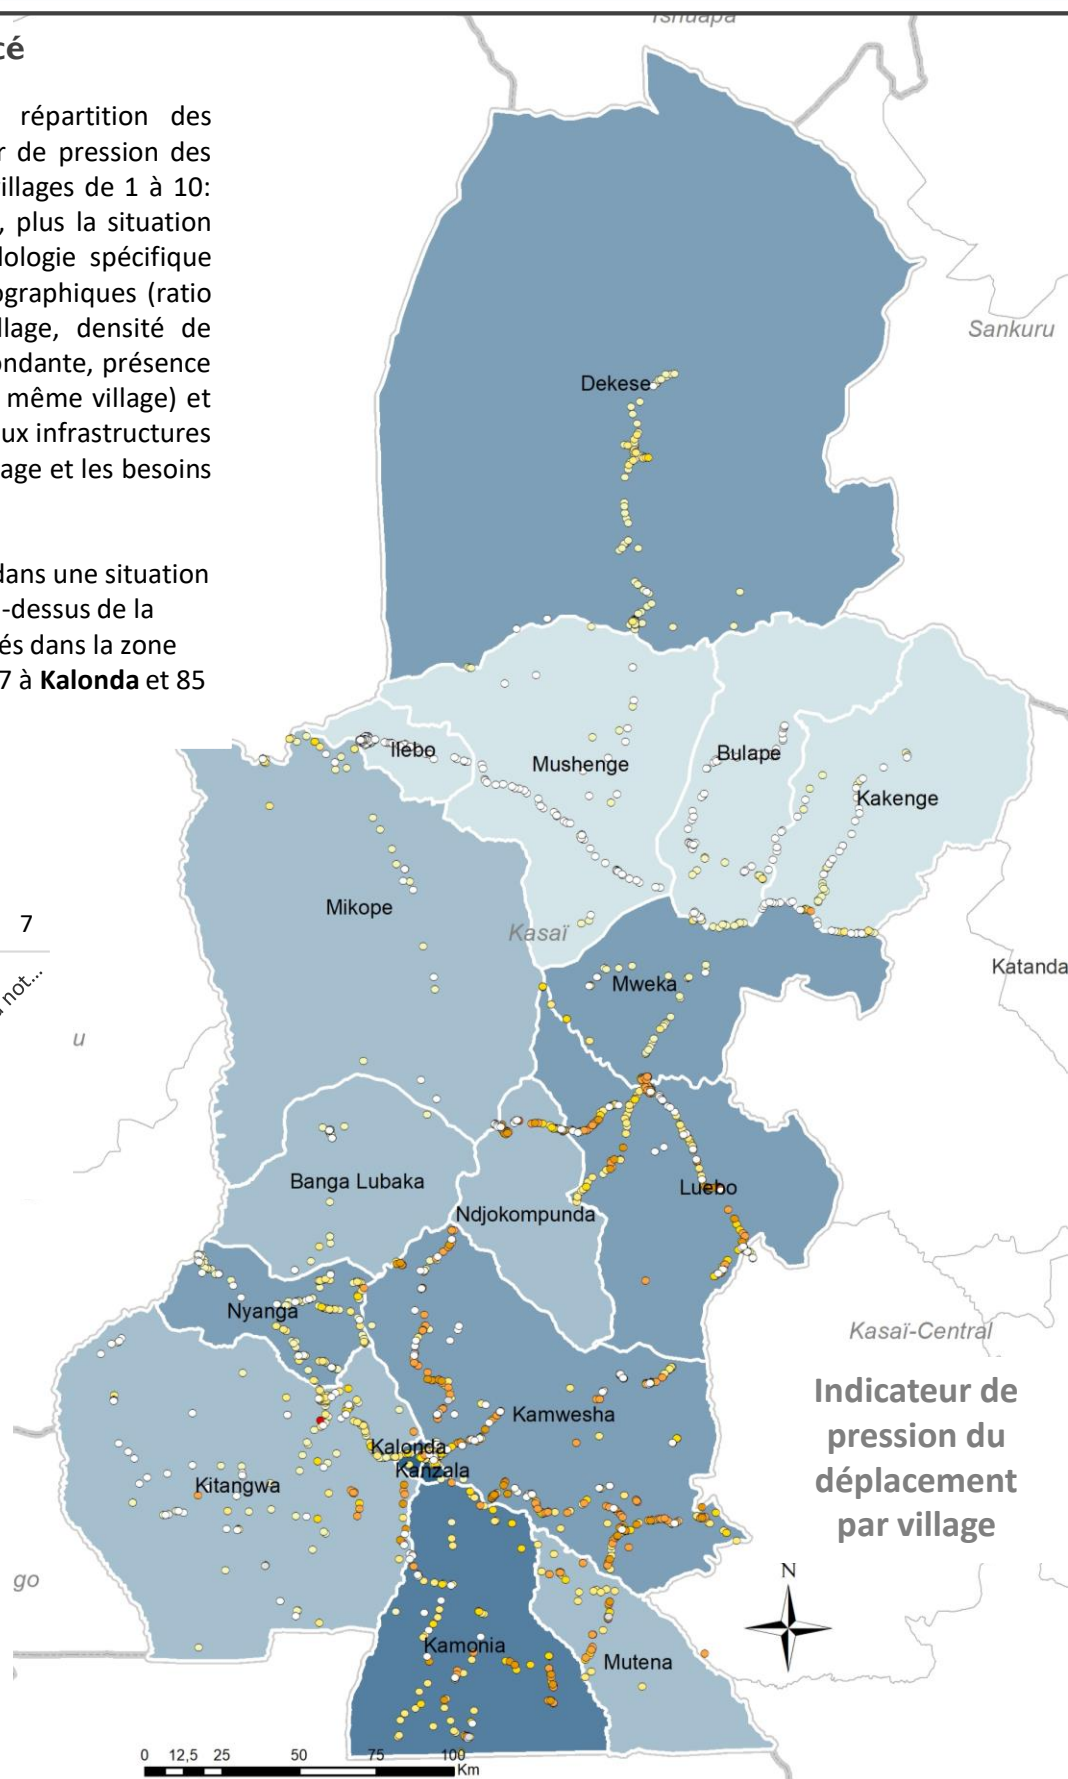 cé
répartition des
r de pression des
villages de 1 à 10:
, plus la situation
dologie spécifique
ographiques (ratio
llage, densité de
ondante, présence
même village) et
ux infrastructures
age et les besoins
dans une situation
-dessus de la
és dans la zone
7 à Kalonda et 85
7
not...
u
go
Tshuapa
Sankuru
Dekese
Ilebo
Mushenge
Bulape
Kakenge
Mikope
Kasaï
Mweka
Katanda
Banga Lubaka
Ndjokompunda
Luebo
Nyanga
Kasaï-Central
Kamwesha
Kalonda
Kanzala
Kitangwa
Kamonia
Mutena
Indicateur de
pression du
déplacement
par village
N
0 12,5 25 50 75 100
Km